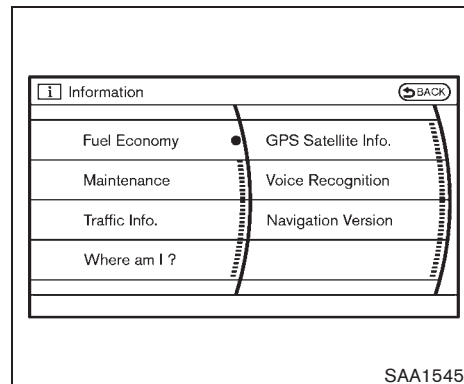 i Information
BACK
Fuel Economy
GPS Satellite Info.
Maintenance
Voice Recognition
Traffic Info.
Navigation Version
Where am I ?
SAA1545